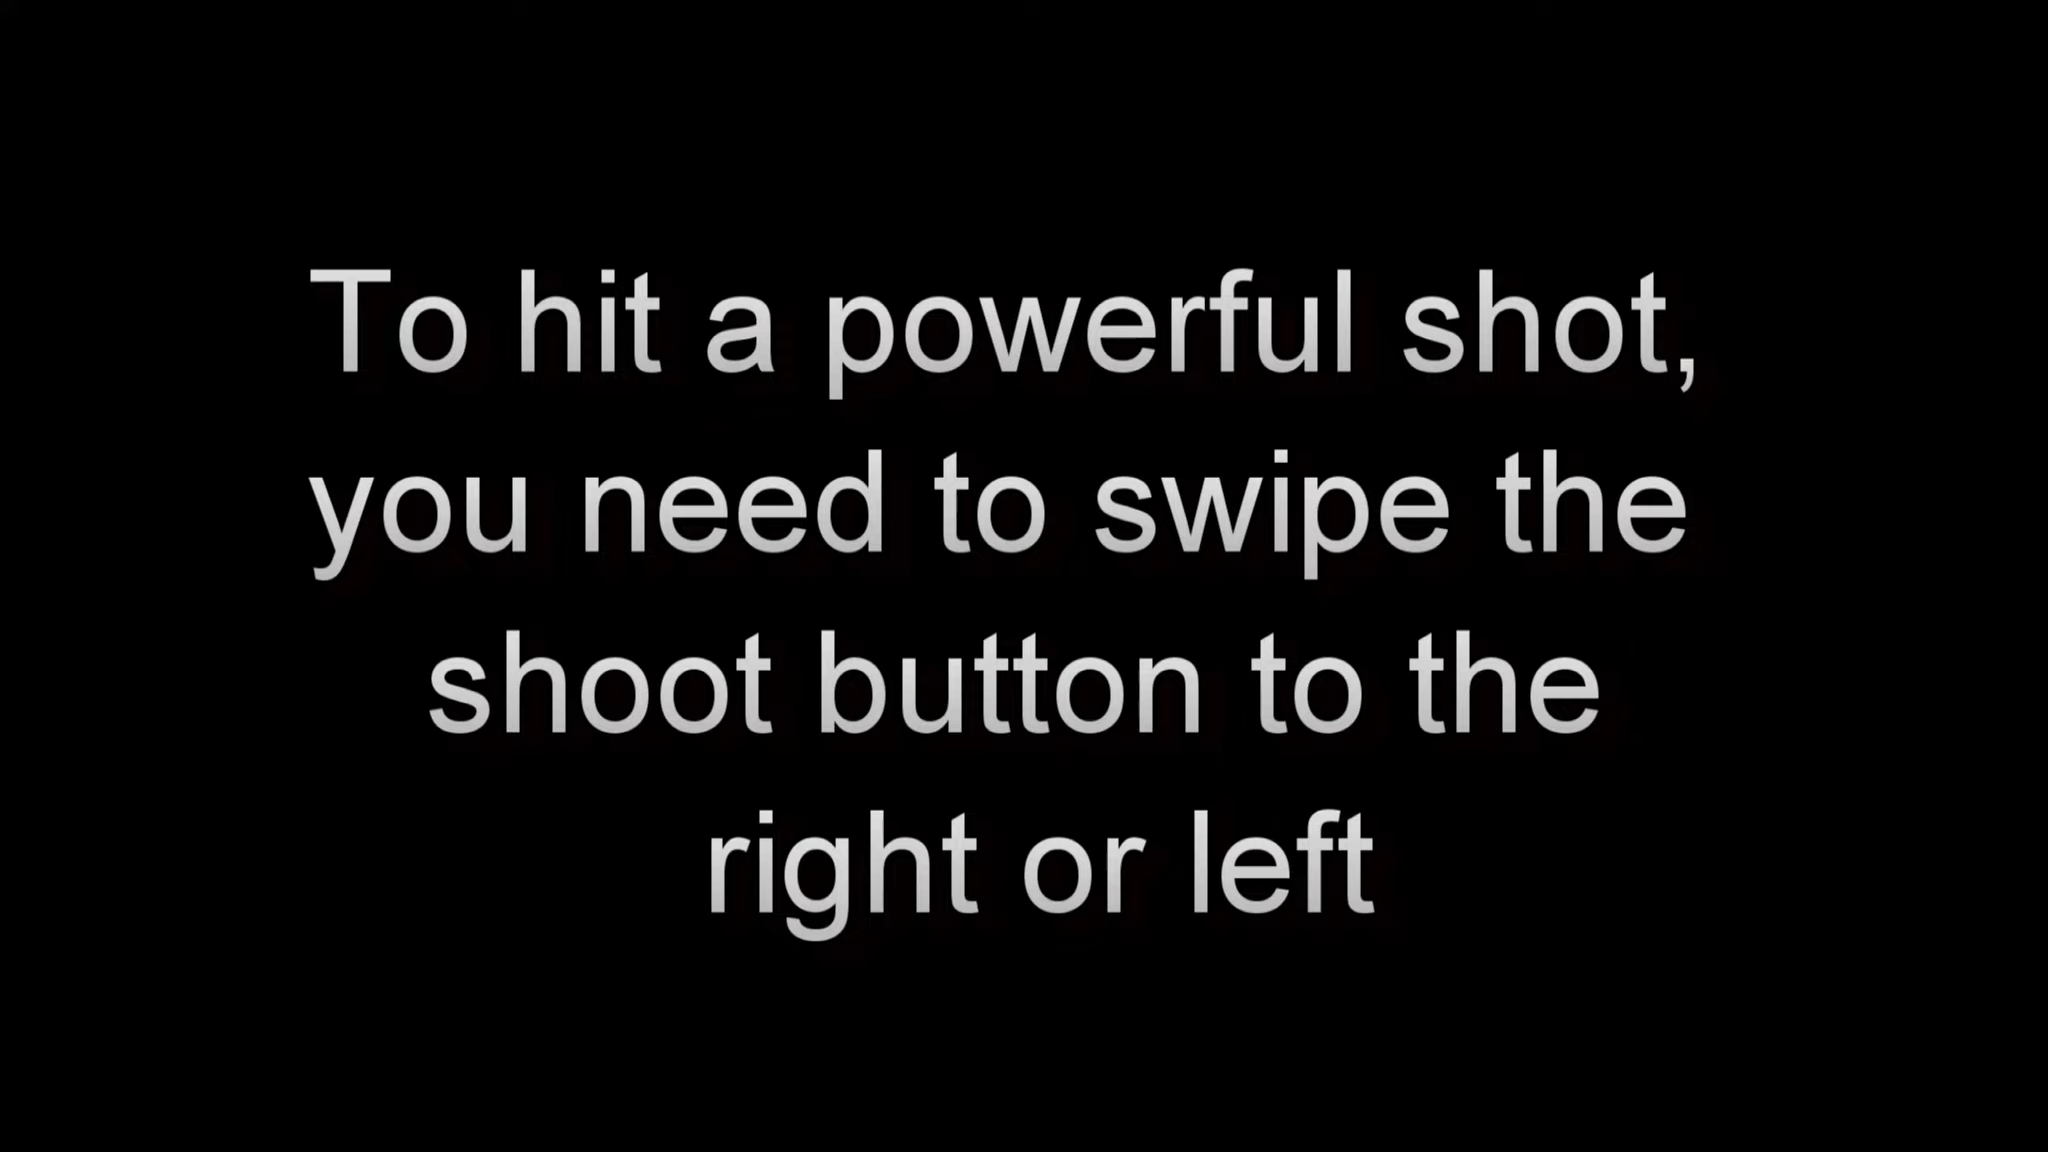 To hit a powerful shot,
you need to swipe the
shoot button to the
right or left